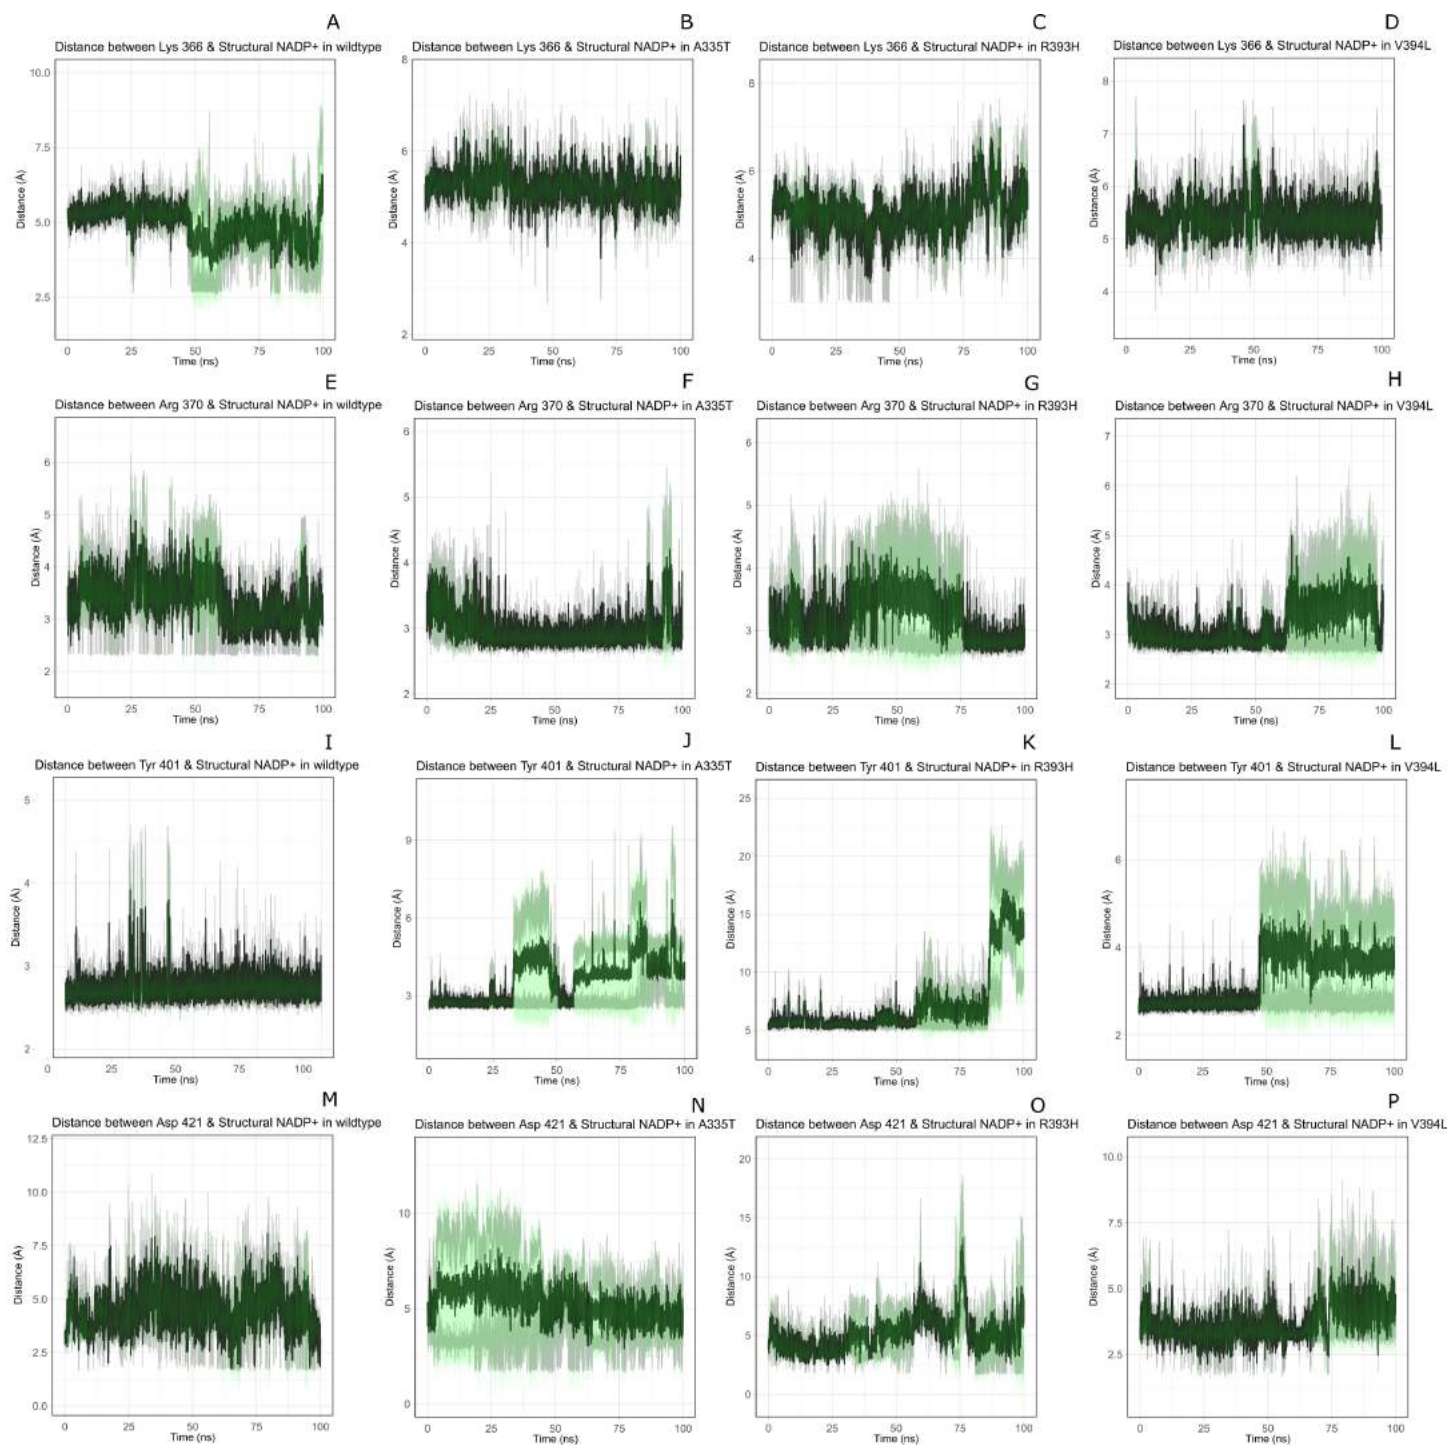 A
Distance between Lys 366 & Structural NADP+ in wildtype
10.0
7.5
5.0
2.5
Distance (Å)
0 25 50 75 100
Time (ns)
B
Distance between Lys 366 & Structural NADP+ in A335T
8
6
4
2
Distance (Å)
0 25 50 75 100
Time (ns)
C
Distance between Lys 366 & Structural NADP+ in R393H
8
6
4
Distance (Å)
0 25 50 75 100
Time (ns)
D
Distance between Lys 366 & Structural NADP+ in V394L
8
7
6
5
4
Distance (Å)
0 25 50 75 100
Time (ns)
E
Distance between Arg 370 & Structural NADP+ in wildtype
6
5
4
3
2
Distance (Å)
0 25 50 75 100
Time (ns)
F
Distance between Arg 370 & Structural NADP+ in A335T
6
5
4
3
2
Distance (Å)
0 25 50 75 100
Time (ns)
G
Distance between Arg 370 & Structural NADP+ in R393H
6
5
4
3
2
Distance (Å)
0 25 50 75 100
Time (ns)
H
Distance between Arg 370 & Structural NADP+ in V394L
7
6
5
4
3
2
Distance (Å)
0 25 50 75 100
Time (ns)
I
Distance between Tyr 401 & Structural NADP+ in wildtype
5
4
3
2
Distance (Å)
0 25 50 75 100
Time (ns)
J
Distance between Tyr 401 & Structural NADP+ in A335T
9
6
3
Distance (Å)
0 25 50 75 100
Time (ns)
K
Distance between Tyr 401 & Structural NADP+ in R393H
25
20
15
10
5
Distance (Å)
0 25 50 75 100
Time (ns)
L
Distance between Tyr 401 & Structural NADP+ in V394L
6
4
2
Distance (Å)
0 25 50 75 100
Time (ns)
M
Distance between Asp 421 & Structural NADP+ in wildtype
12.5
10.0
7.5
5.0
2.5
0.0
Distance (Å)
0 25 50 75 100
Time (ns)
N
Distance between Asp 421 & Structural NADP+ in A335T
10
5
0
Distance (Å)
0 25 50 75 100
Time (ns)
O
Distance between Asp 421 & Structural NADP+ in R393H
20
15
10
5
0
Distance (Å)
0 25 50 75 100
Time (ns)
P
Distance between Asp 421 & Structural NADP+ in V394L
10.0
7.5
5.0
2.5
Distance (Å)
0 25 50 75 100
Time (ns)